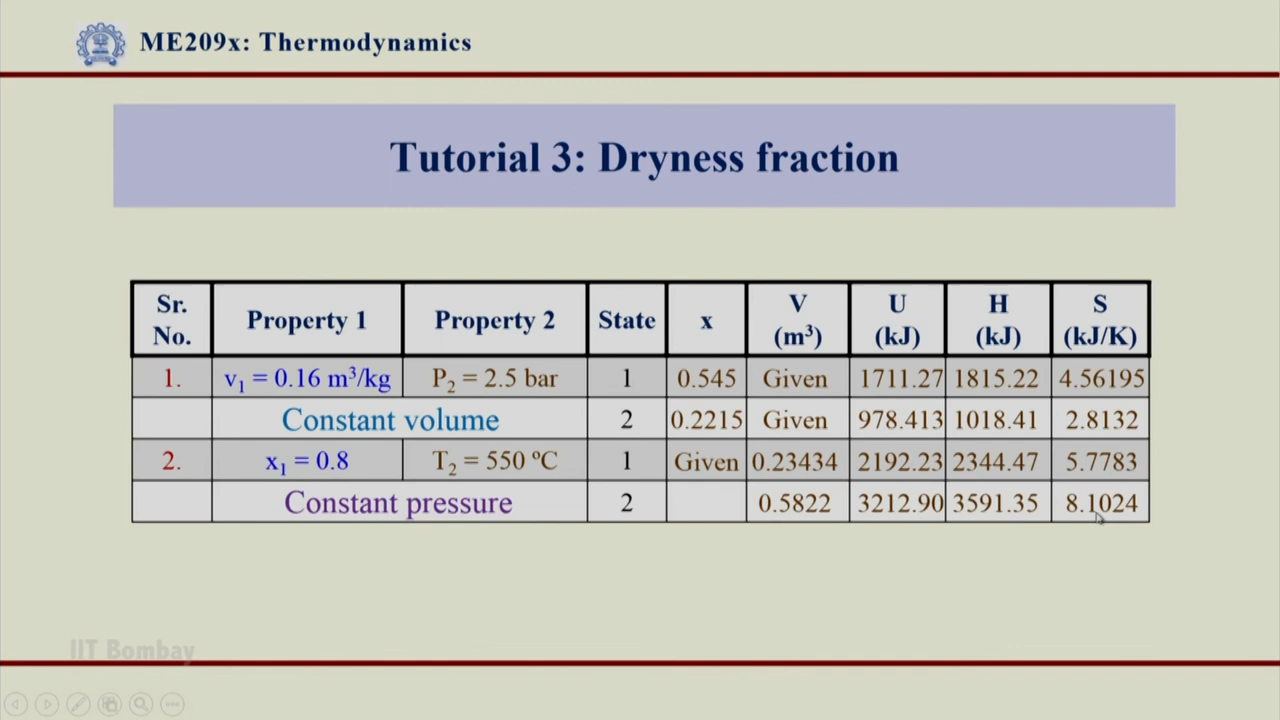 ME209x: Thermodynamics
Tutorial 3: Dryness fraction
Sr. No. Property 1 Property 2 State x V (m³) U (kJ) H (kJ) S (kJ/K)
1. v₁ = 0.16 m³/kg P₂ = 2.5 bar 1 0.545 Given 1711.27 1815.22 4.56195
Constant volume 2 0.2215 Given 978.413 1018.41 2.8132
2. x₁ = 0.8 T₂ = 550 ºC 1 Given 0.23434 2192.23 2344.47 5.7783
Constant pressure 2 0.5822 3212.90 3591.35 8.1024
IIT Bombay